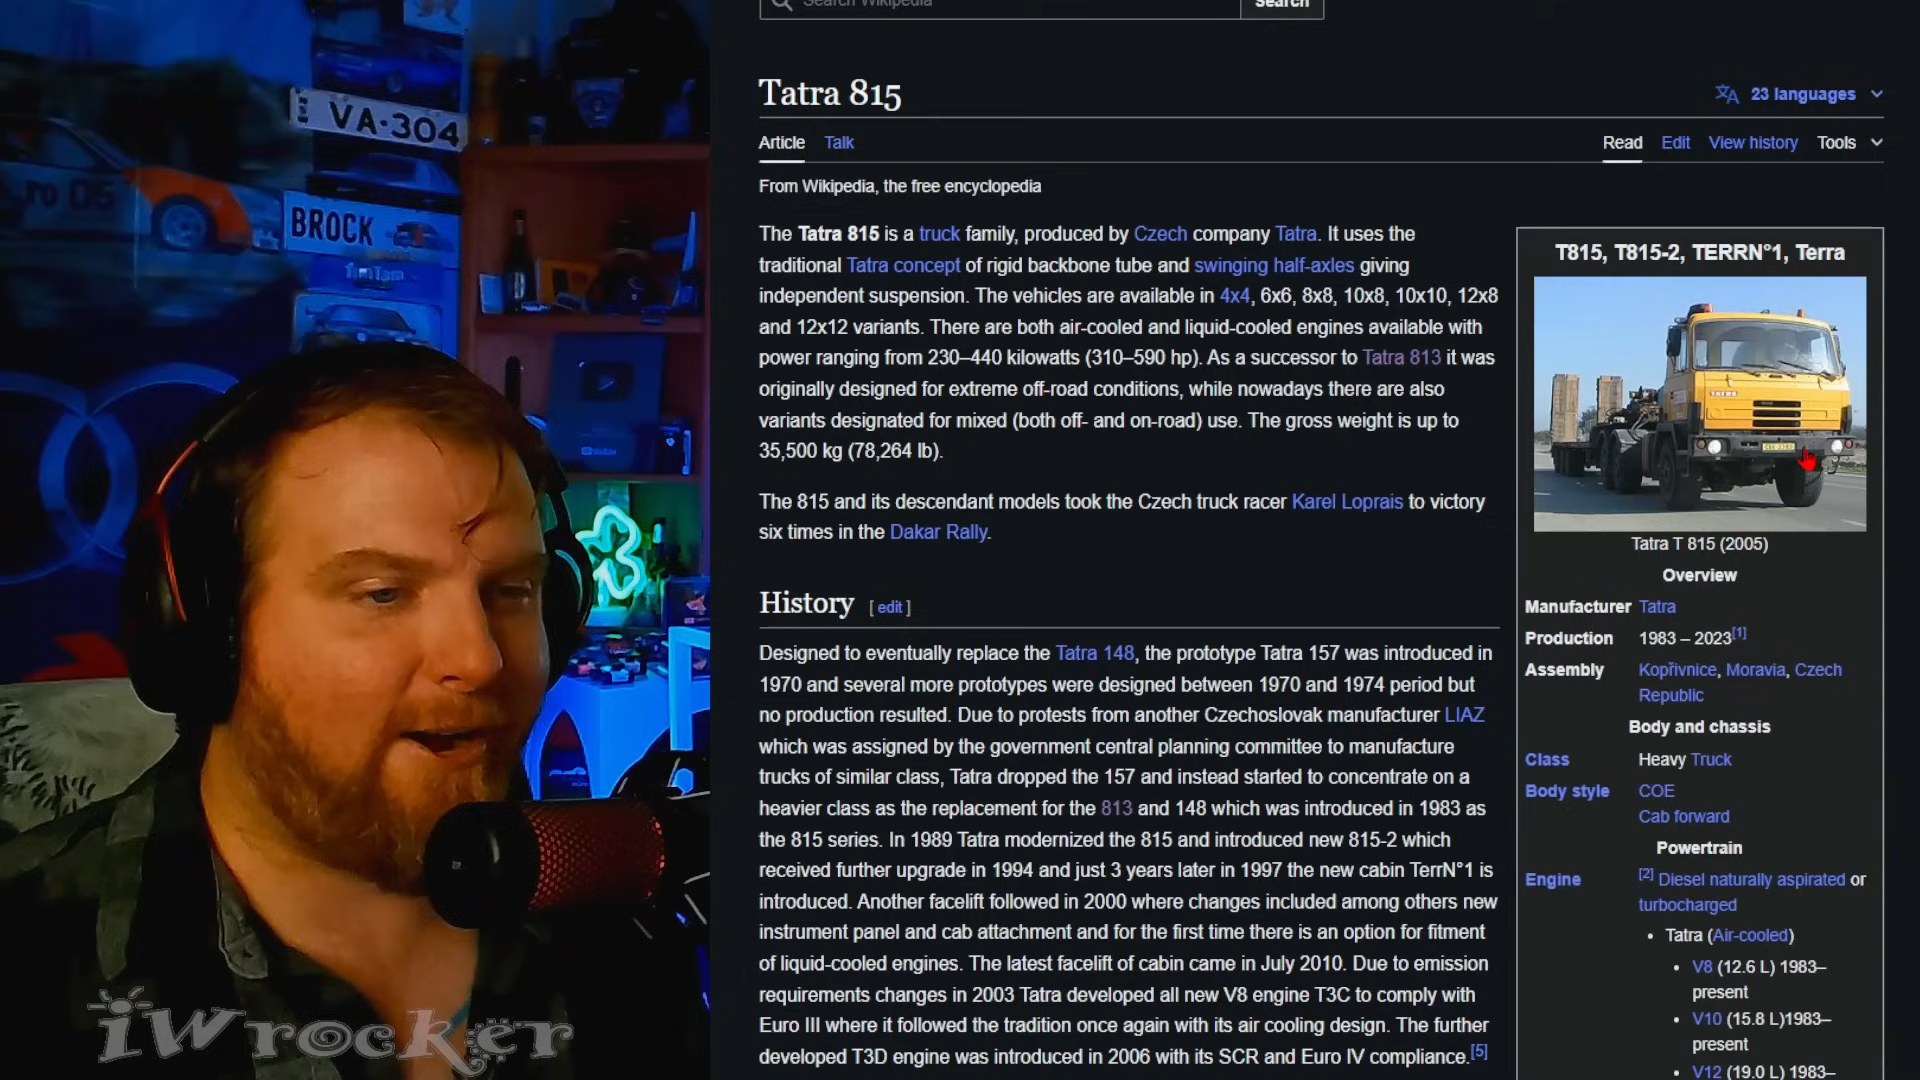 Search Wikipedia
Search
VA·304
ro 05
BROCK
TimTam
Tatra 815
23 languages
Article Talk
Read Edit View history Tools
From Wikipedia, the free encyclopedia
The Tatra 815 is a truck family, produced by Czech company Tatra. It uses the
traditional Tatra concept of rigid backbone tube and swinging half-axles giving
independent suspension. The vehicles are available in 4x4, 6x6, 8x8, 10x8, 10x10, 12x8
and 12x12 variants. There are both air-cooled and liquid-cooled engines available with
power ranging from 230–440 kilowatts (310–590 hp). As a successor to Tatra 813 it was
originally designed for extreme off-road conditions, while nowadays there are also
variants designated for mixed (both off- and on-road) use. The gross weight is up to
35,500 kg (78,264 lb).
The 815 and its descendant models took the Czech truck racer Karel Loprais to victory
six times in the Dakar Rally.
History [ edit ]
Designed to eventually replace the Tatra 148, the prototype Tatra 157 was introduced in
1970 and several more prototypes were designed between 1970 and 1974 period but
no production resulted. Due to protests from another Czechoslovak manufacturer LIAZ
which was assigned by the government central planning committee to manufacture
trucks of similar class, Tatra dropped the 157 and instead started to concentrate on a
heavier class as the replacement for the 813 and 148 which was introduced in 1983 as
the 815 series. In 1989 Tatra modernized the 815 and introduced new 815-2 which
received further upgrade in 1994 and just 3 years later in 1997 the new cabin TerrN°1 is
introduced. Another facelift followed in 2000 where changes included among others new
instrument panel and cab attachment and for the first time there is an option for fitment
of liquid-cooled engines. The latest facelift of cabin came in July 2010. Due to emission
requirements changes in 2003 Tatra developed all new V8 engine T3C to comply with
Euro III where it followed the tradition once again with its air cooling design. The further
developed T3D engine was introduced in 2006 with its SCR and Euro IV compliance.[5]
T815, T815-2, TERRN°1, Terra
TATRA
Tatra T 815 (2005)
Overview
Manufacturer Tatra
Production 1983 – 2023[1]
Assembly Kopřivnice, Moravia, Czech
Republic
Body and chassis
Class Heavy Truck
Body style COE
Cab forward
Powertrain
Engine [2] Diesel naturally aspirated or
turbocharged
• Tatra (Air-cooled)
• V8 (12.6 L) 1983–
present
• V10 (15.8 L)1983–
present
• V12 (19.0 L) 1983–
iWrocker